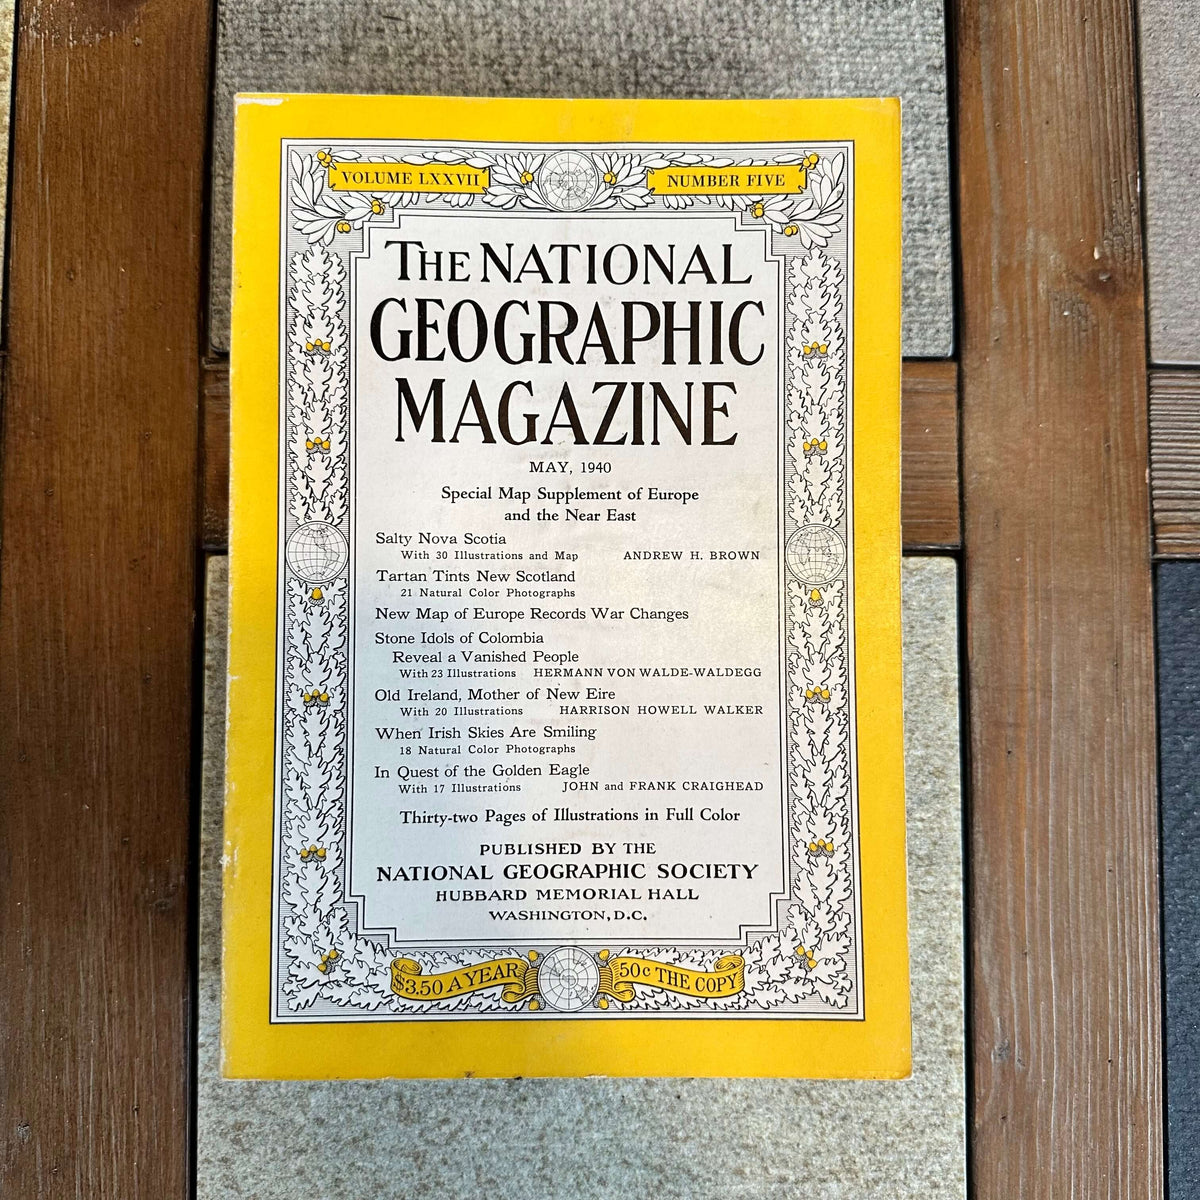 VOLUME LXXVII
NUMBER FIVE
THE NATIONAL
GEOGRAPHIC
MAGAZINE
MAY, 1940
Special Map Supplement of Europe
and the Near East
Salty Nova Scotia
With 30 Illustrations and Map ANDREW H. BROWN
Tartan Tints New Scotland
21 Natural Color Photographs
New Map of Europe Records War Changes
Stone Idols of Colombia
Reveal a Vanished People
With 23 Illustrations HERMANN VON WALDE-WALDEGG
Old Ireland, Mother of New Eire
With 20 Illustrations HARRISON HOWELL WALKER
When Irish Skies Are Smiling
18 Natural Color Photographs
In Quest of the Golden Eagle
With 17 Illustrations JOHN and FRANK CRAIGHEAD
Thirty-two Pages of Illustrations in Full Color
PUBLISHED BY THE
NATIONAL GEOGRAPHIC SOCIETY
HUBBARD MEMORIAL HALL
WASHINGTON, D.C.
$3.50 A YEAR
50c THE COPY